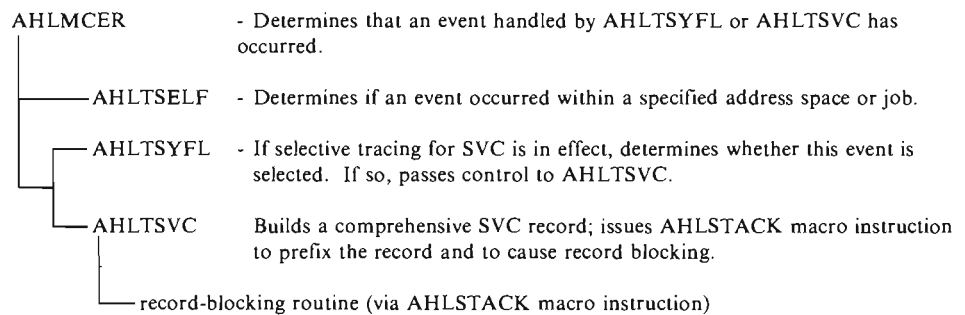 AHLMCER - Determines that an event handled by AHLTSYFL or AHLTSVC has
occurred.
AHLTSELF - Determines if an event occurred within a specified address space or job.
AHLTSYFL - If selective tracing for SVC is in effect, determines whether this event is
selected. If so, passes control to AHLTSVC.
AHLTSVC Builds a comprehensive SVC record; issues AHLSTACK macro instruction
to prefix the record and to cause record blocking.
record-blocking routine (via AHLSTACK macro instruction)